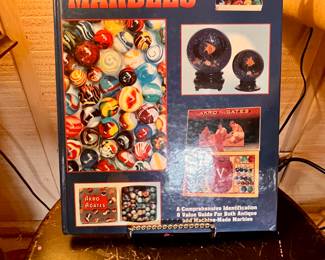 MARBLES
AKRO AGATES
V
AKRO
AGATES
A Comprehensive Identification
& Value Guide For Both Antique
and Machine-Made Marbles